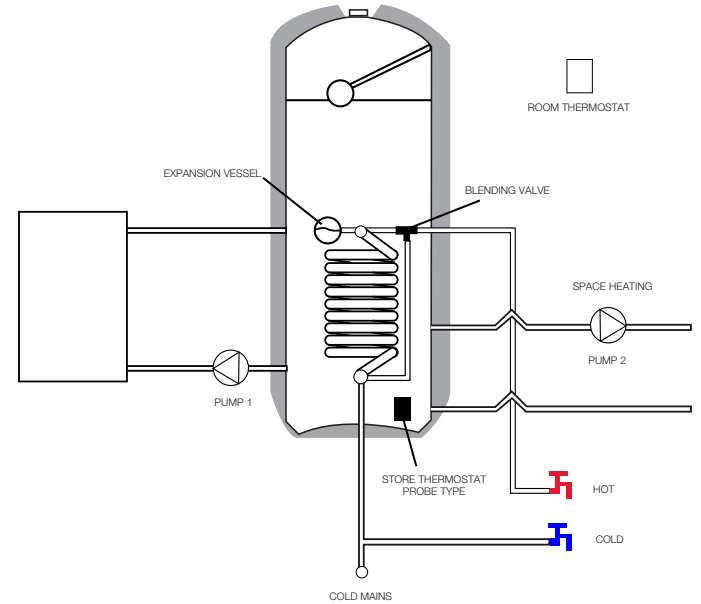 ROOM THERMOSTAT
EXPANSION VESSEL
BLENDING VALVE
SPACE HEATING
PUMP 2
PUMP 1
STORE THERMOSTAT
PROBE TYPE
HOT
COLD
COLD MAINS